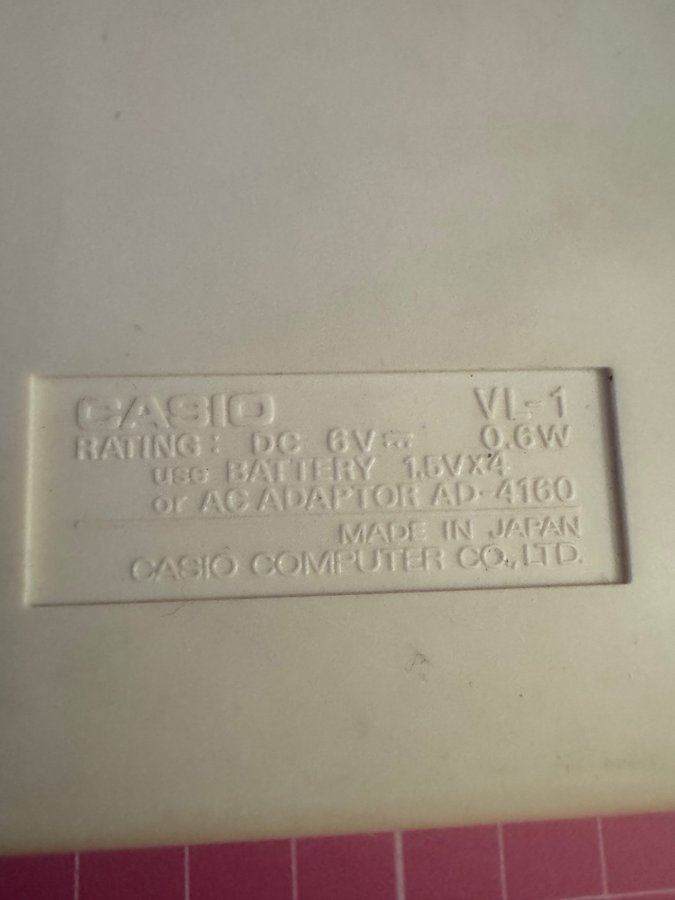 CASIO VL-1
RATING: DC 6V⎓ 0.6W
use BATTERY 1.5VX4
or AC ADAPTOR AD-4160
MADE IN JAPAN
CASIO COMPUTER CO., LTD.